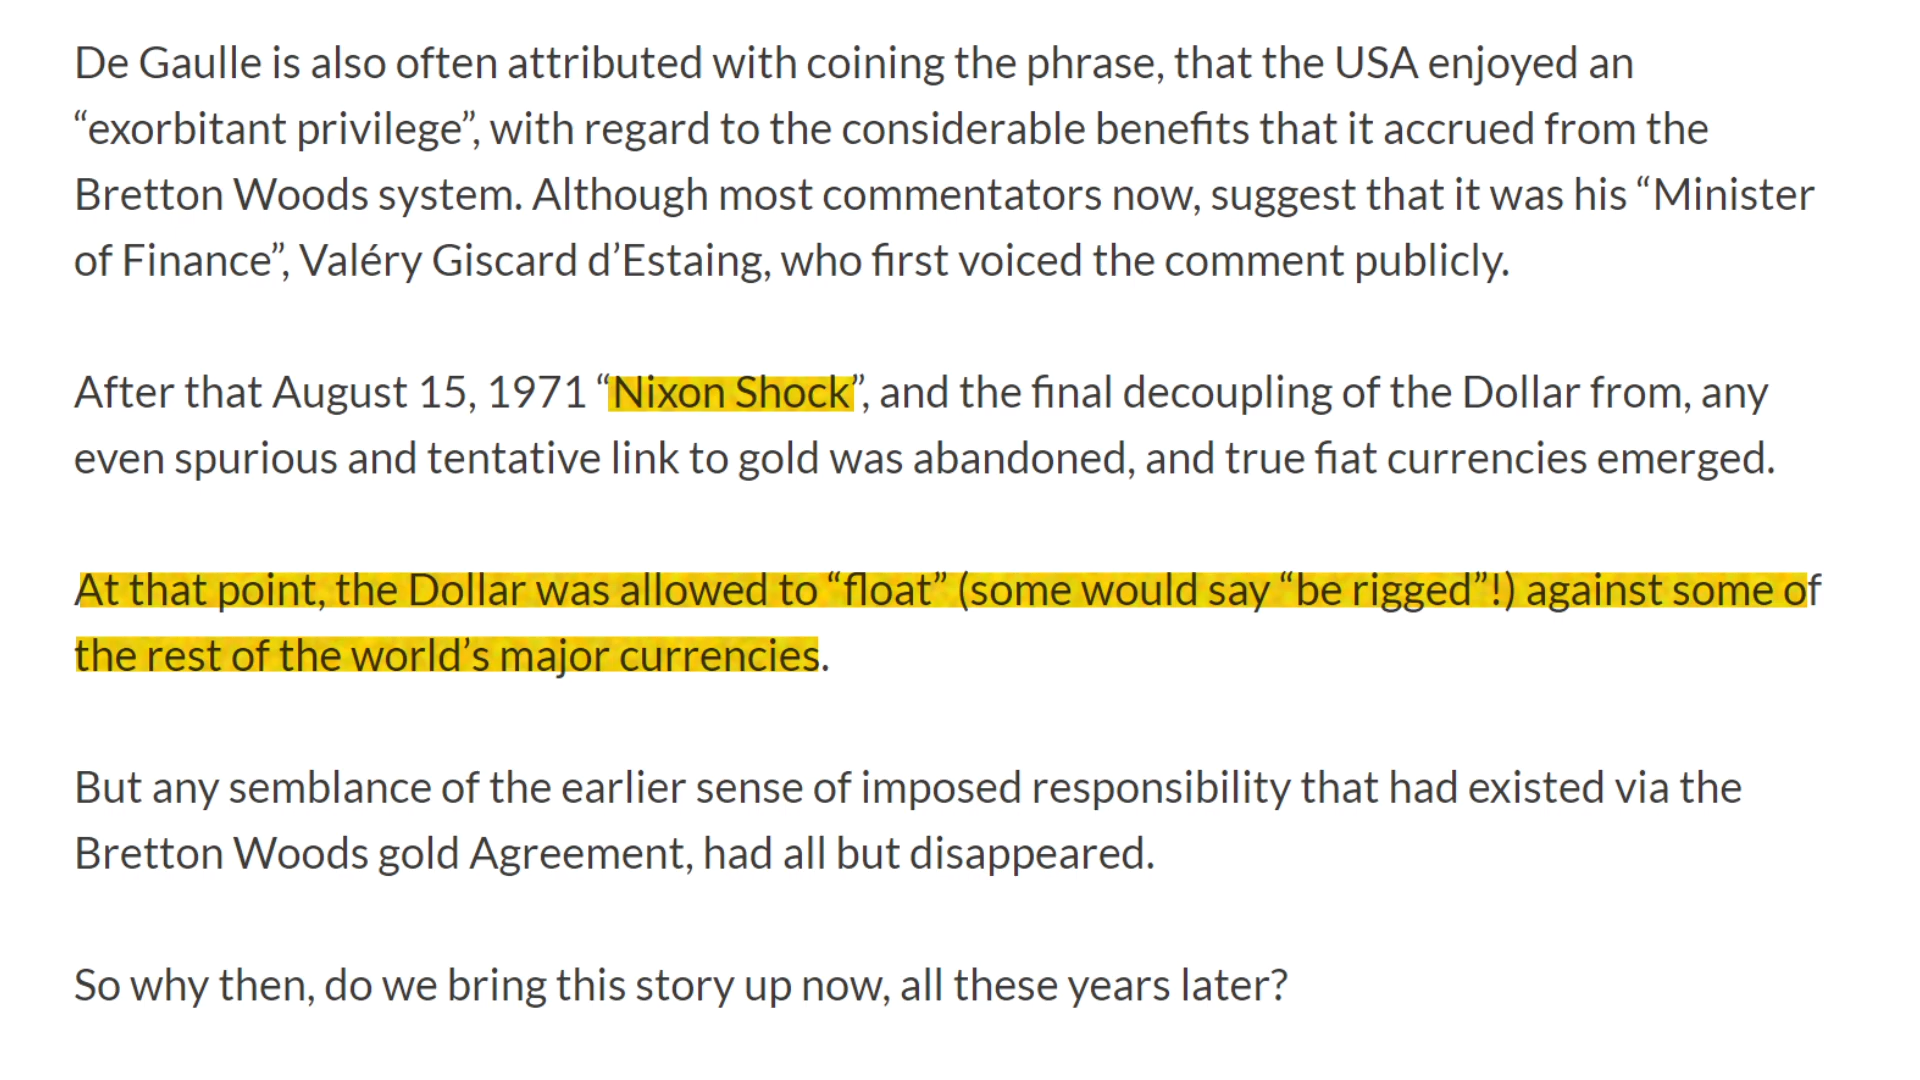 De Gaulle is also often attributed with coining the phrase, that the USA enjoyed an
“exorbitant privilege”, with regard to the considerable benefits that it accrued from the
Bretton Woods system. Although most commentators now, suggest that it was his “Minister
of Finance”, Valéry Giscard d’Estaing, who first voiced the comment publicly.
After that August 15, 1971 “Nixon Shock”, and the final decoupling of the Dollar from, any
even spurious and tentative link to gold was abandoned, and true fiat currencies emerged.
At that point, the Dollar was allowed to “float” (some would say “be rigged”!) against some of
the rest of the world’s major currencies.
But any semblance of the earlier sense of imposed responsibility that had existed via the
Bretton Woods gold Agreement, had all but disappeared.
So why then, do we bring this story up now, all these years later?